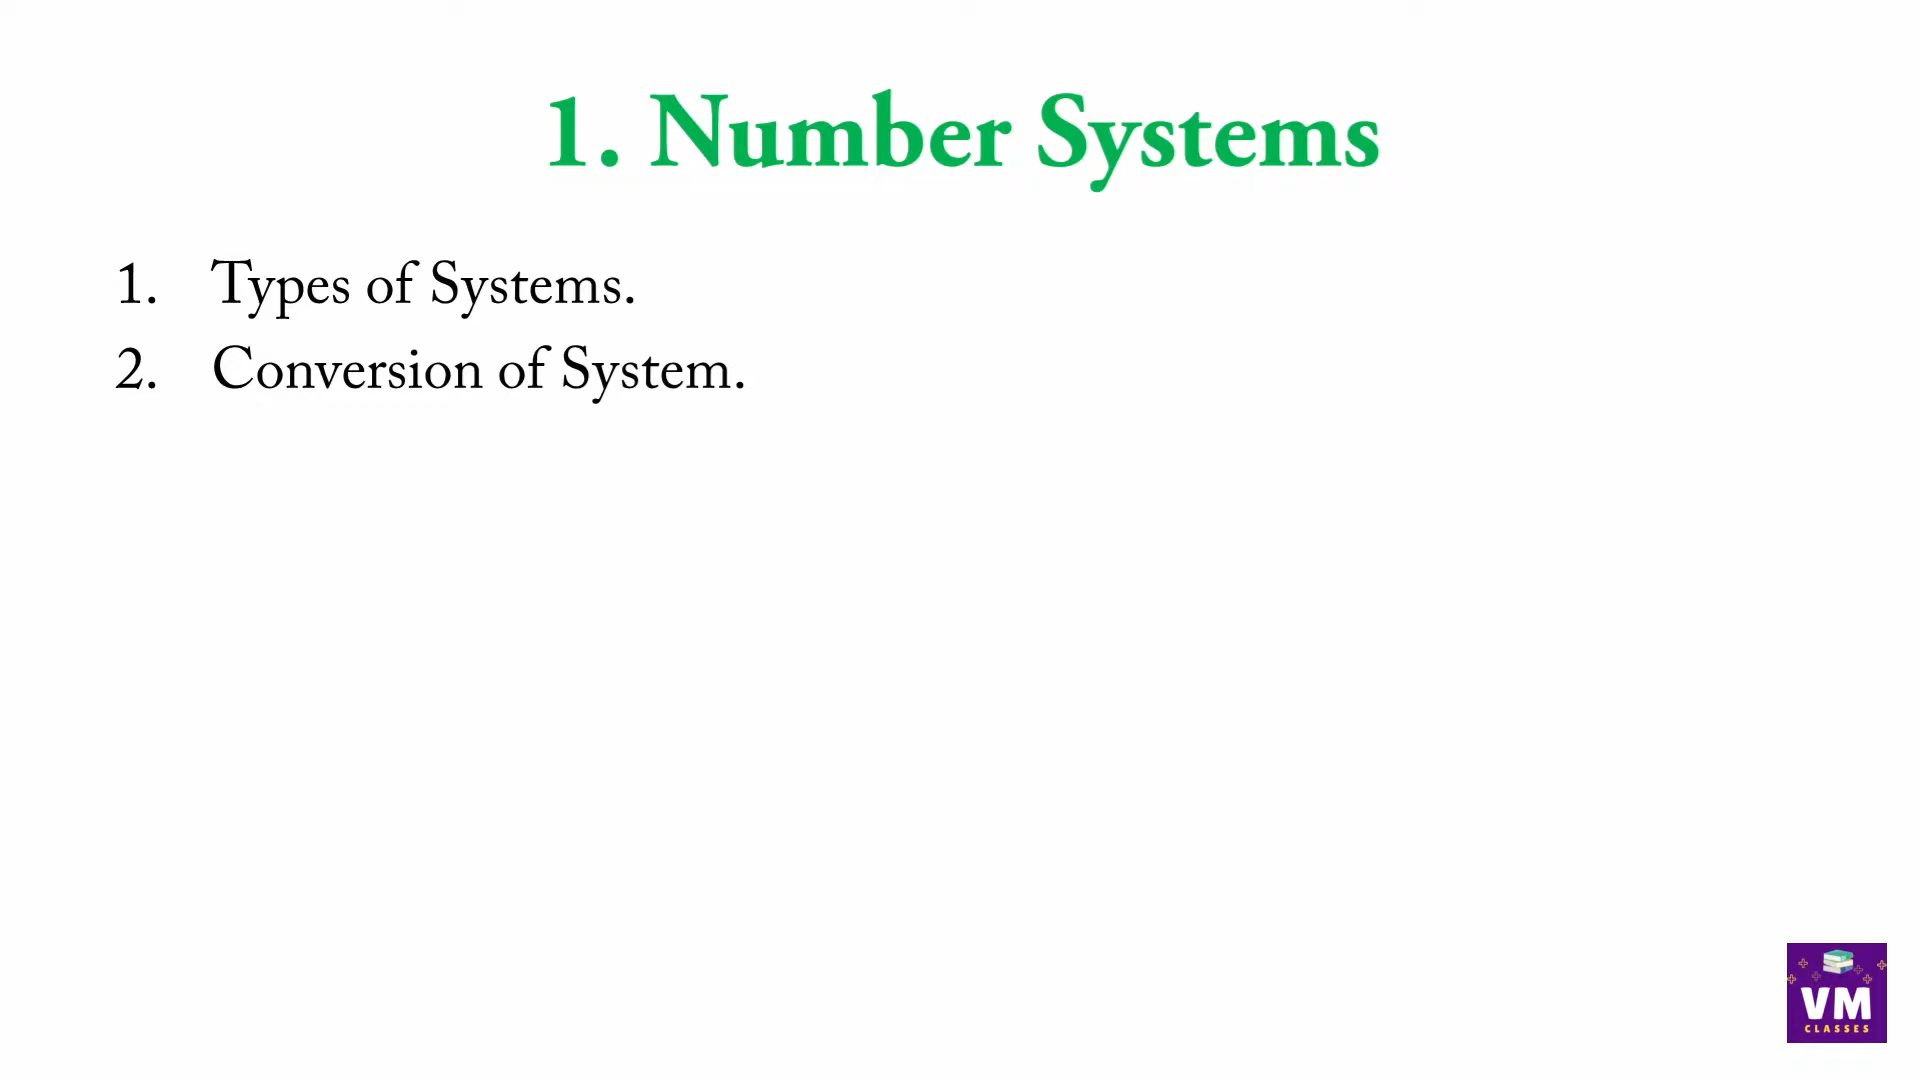 1. Number Systems
1. Types of Systems.
2. Conversion of System.
VM
CLASSES